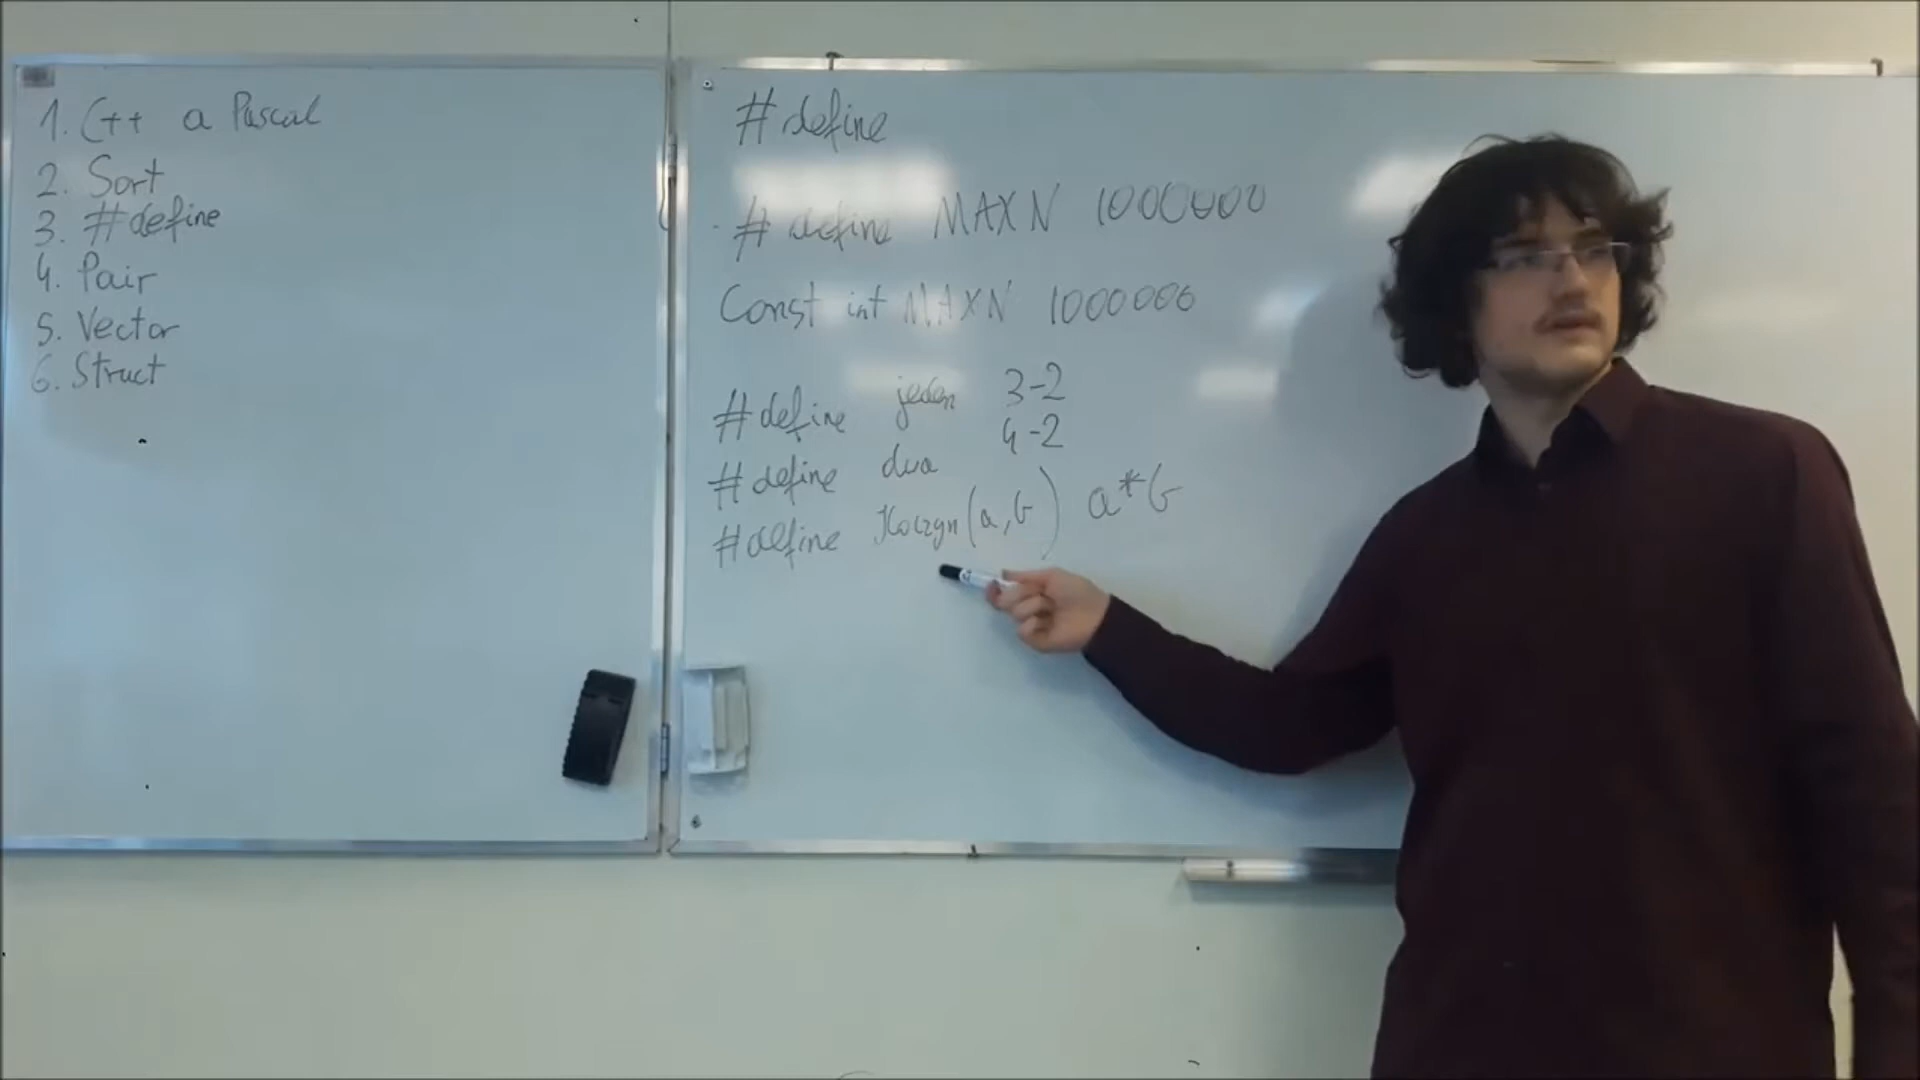 1. C++ a Pascal
2. Sort
3. #define
4. Pair
5. Vector
6. Struct
#define
#define MAXN 1000000
Const int MAXN 1000000
#define jeden 3-2
#define dwa 4-2
#define Iloczyn(a,b) a*b